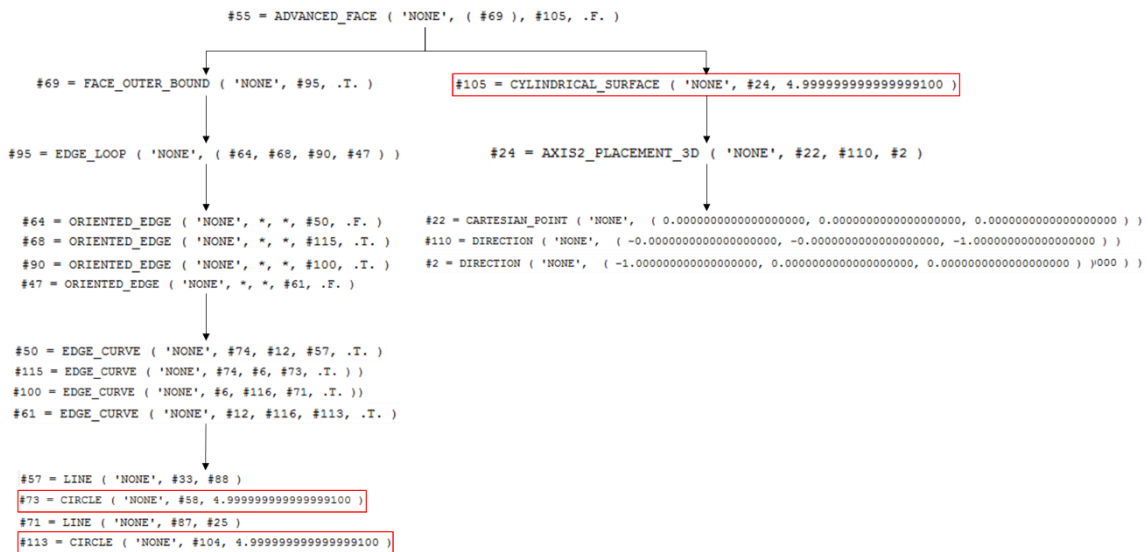 #55 = ADVANCED_FACE ( 'NONE', ( #69 ), #105, .F. )
#69 = FACE_OUTER_BOUND ( 'NONE', #95, .T. )
#105 = CYLINDRICAL_SURFACE ( 'NONE', #24, 4.999999999999999100 )
#95 = EDGE_LOOP ( 'NONE', ( #64, #68, #90, #47 ) )
#24 = AXIS2_PLACEMENT_3D ( 'NONE', #22, #110, #2 )
#64 = ORIENTED_EDGE ( 'NONE', *, *, #50, .F. )
#68 = ORIENTED_EDGE ( 'NONE', *, *, #115, .T. )
#90 = ORIENTED_EDGE ( 'NONE', *, *, #100, .T. )
#47 = ORIENTED_EDGE ( 'NONE', *, *, #61, .F. )
#22 = CARTESIAN_POINT ( 'NONE', ( 0.0000000000000000000, 0.0000000000000000000, 0.0000000000000000000 ) )
#110 = DIRECTION ( 'NONE', ( -0.0000000000000000000, -0.0000000000000000000, -1.000000000000000000 ) )
#2 = DIRECTION ( 'NONE', ( -1.000000000000000000, 0.0000000000000000000, 0.0000000000000000000 ) )000 ) )
#50 = EDGE_CURVE ( 'NONE', #74, #12, #57, .T. )
#115 = EDGE_CURVE ( 'NONE', #74, #6, #73, .T. ) )
#100 = EDGE_CURVE ( 'NONE', #6, #116, #71, .T. ))
#61 = EDGE_CURVE ( 'NONE', #12, #116, #113, .T. )
#57 = LINE ( 'NONE', #33, #88 )
#73 = CIRCLE ( 'NONE', #58, 4.999999999999999100 )
#71 = LINE ( 'NONE', #87, #25 )
#113 = CIRCLE ( 'NONE', #104, 4.999999999999999100 )